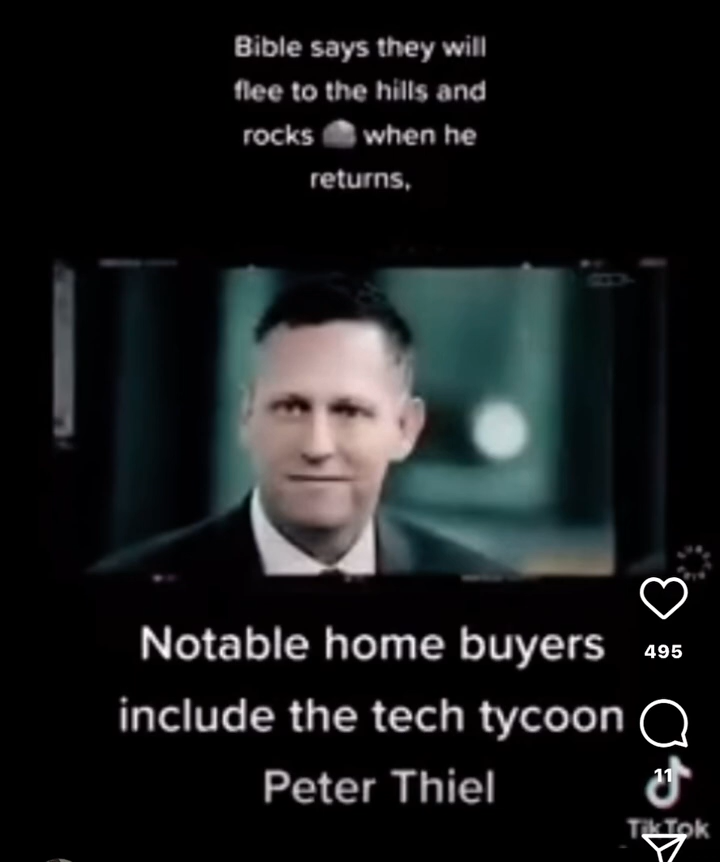 Bible says they will
flee to the hills and
rocks 🪨 when he
returns,
Notable home buyers
include the tech tycoon
Peter Thiel
495
11
TikTok